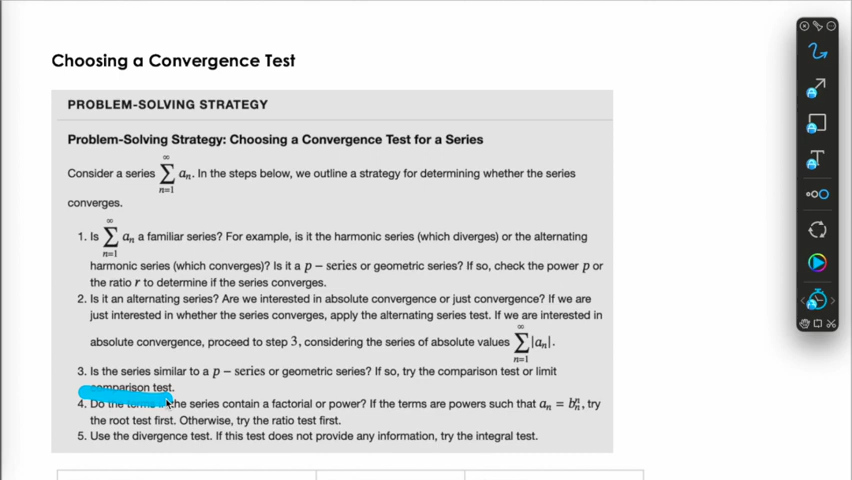 Choosing a Convergence Test
PROBLEM-SOLVING STRATEGY
Problem-Solving Strategy: Choosing a Convergence Test for a Series
Consider a series ∑_{n=1}^{∞} aₙ. In the steps below, we outline a strategy for determining whether the series
converges.
1. Is ∑_{n=1}^{∞} aₙ a familiar series? For example, is it the harmonic series (which diverges) or the alternating
harmonic series (which converges)? Is it a p − series or geometric series? If so, check the power p or
the ratio r to determine if the series converges.
2. Is it an alternating series? Are we interested in absolute convergence or just convergence? If we are
just interested in whether the series converges, apply the alternating series test. If we are interested in
absolute convergence, proceed to step 3, considering the series of absolute values ∑_{n=1}^{∞} |aₙ|.
3. Is the series similar to a p − series or geometric series? If so, try the comparison test or limit
comparison test.
4. Do the terms the series contain a factorial or power? If the terms are powers such that aₙ = bₙⁿ, try
the root test first. Otherwise, try the ratio test first.
5. Use the divergence test. If this test does not provide any information, try the integral test.
T